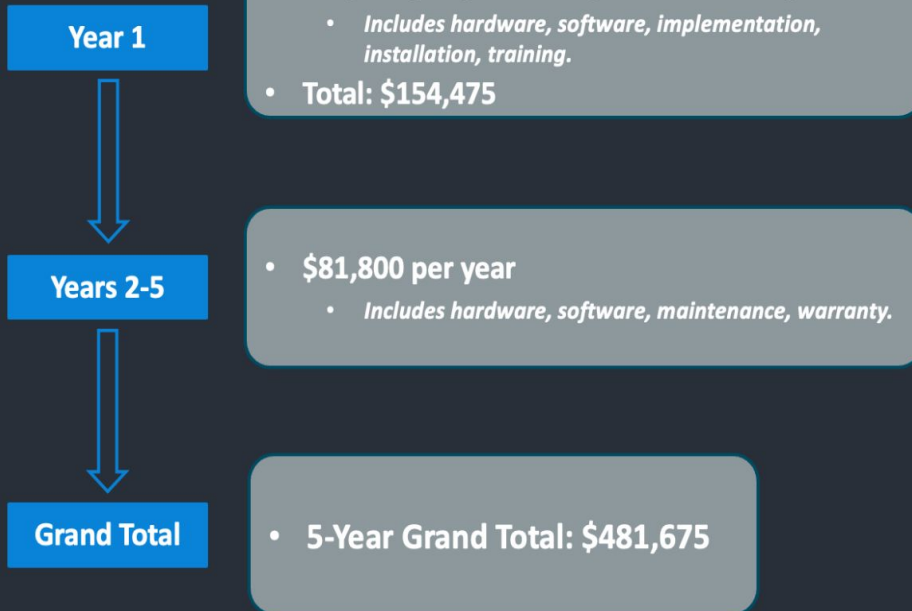 Year 1
• Includes hardware, software, implementation,
installation, training.
• Total: $154,475
Years 2-5
• $81,800 per year
• Includes hardware, software, maintenance, warranty.
Grand Total
• 5-Year Grand Total: $481,675